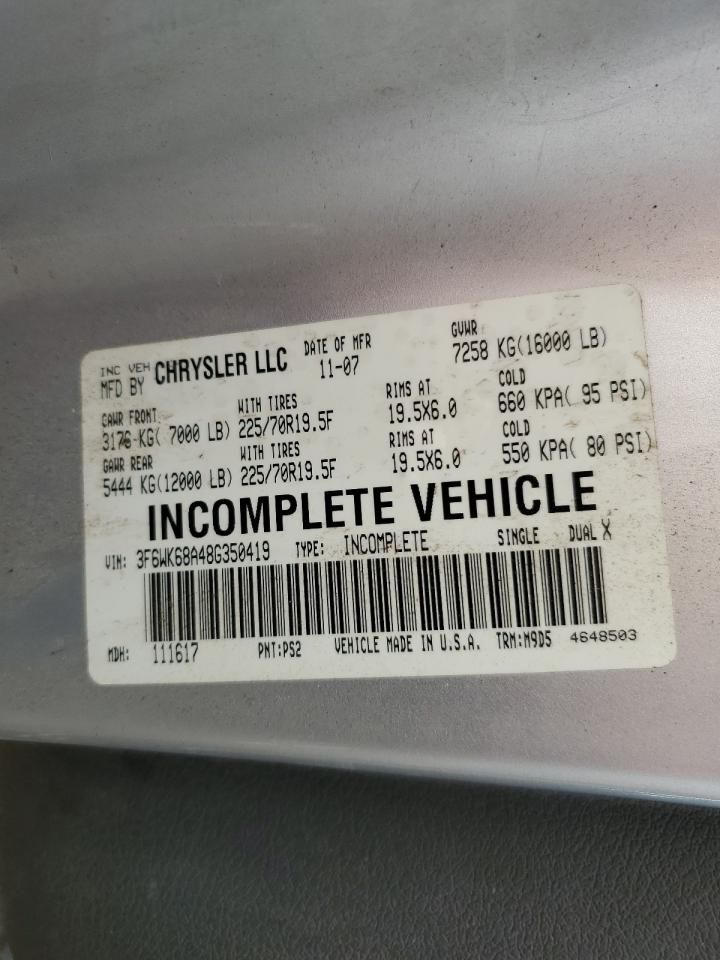 INC VEH MFD BY CHRYSLER LLC DATE OF MFR 11-07 GVWR 7258 KG(16000 LB)
GAWR FRONT WITH TIRES RIMS AT COLD
3176 KG( 7000 LB) 225/70R19.5F 19.5X6.0 660 KPA( 95 PSI)
GAWR REAR WITH TIRES RIMS AT COLD
5444 KG(12000 LB) 225/70R19.5F 19.5X6.0 550 KPA( 80 PSI)
INCOMPLETE VEHICLE
VIN: 3F6WK68A48G350419 TYPE: INCOMPLETE SINGLE DUAL X
MDH: 111617 PNT:PS2 VEHICLE MADE IN U.S.A. TRM:M9D5 4648503